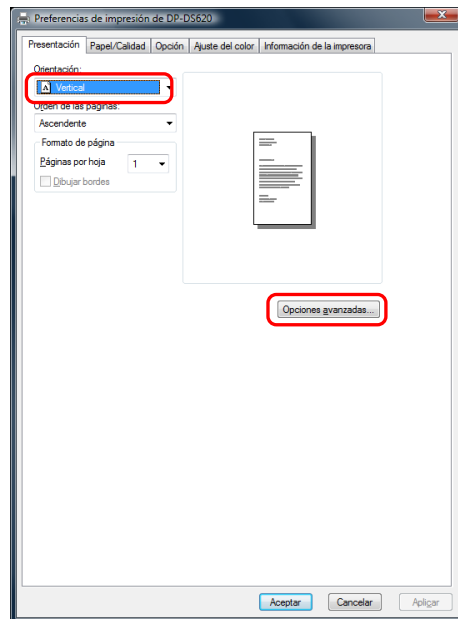 Preferencias de impresión de DP-DS620
Presentación Papel/Calidad Opción Ajuste del color Información de la impresora
Orientación:
A Vertical
Orden de las páginas:
Ascendente
Formato de página
Páginas por hoja 1
Dibujar bordes
Opciones avanzadas...
Aceptar Cancelar Aplicar